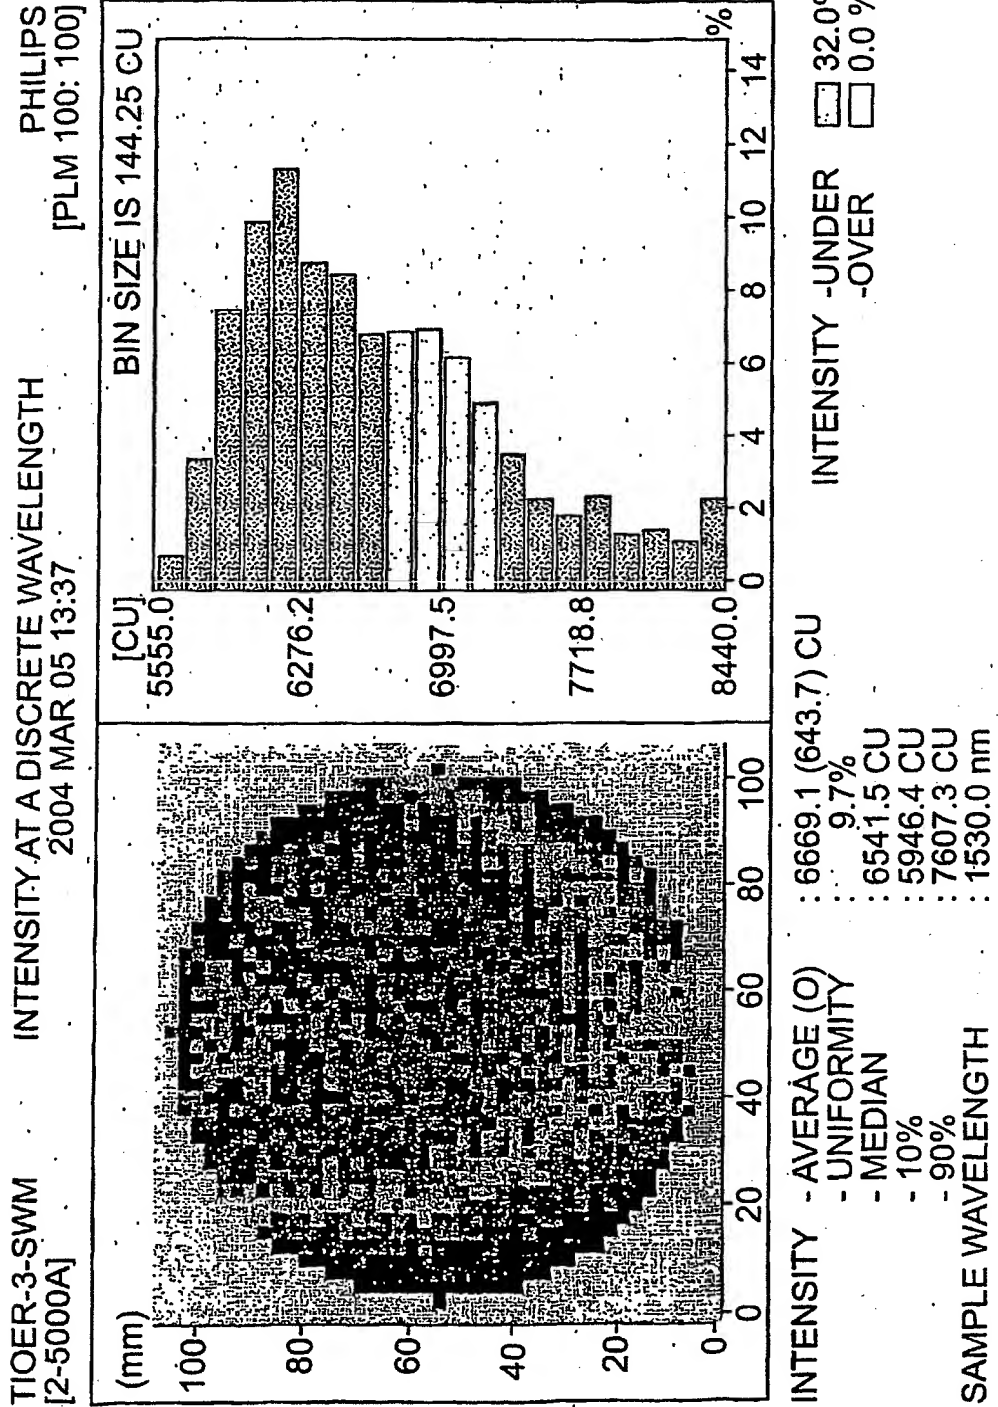 TIOER-3-SWM INTENSITY AT A DISCRETE WAVELENGTH PHILIPS
[2-5000A] 2004 MAR 05 13:37 [PLM 100: 100]
(mm)
100
80
60
40
20
0
0 20 40 60 80 100
BIN SIZE IS 144.25 CU
[CU]
5555.0
6276.2
6997.5
7718.8
8440.0
0 2 4 6 8 10 12 14 %
INTENSITY - AVERAGE (O) : 6669.1 (643.7) CU
- UNIFORMITY : 9.7%
- MEDIAN : 6541.5 CU
- 10% : 5946.4 CU
- 90% : 7607.3 CU
SAMPLE WAVELENGTH : 1530.0 nm
INTENSITY -UNDER 32.0%
-OVER 0.0 %